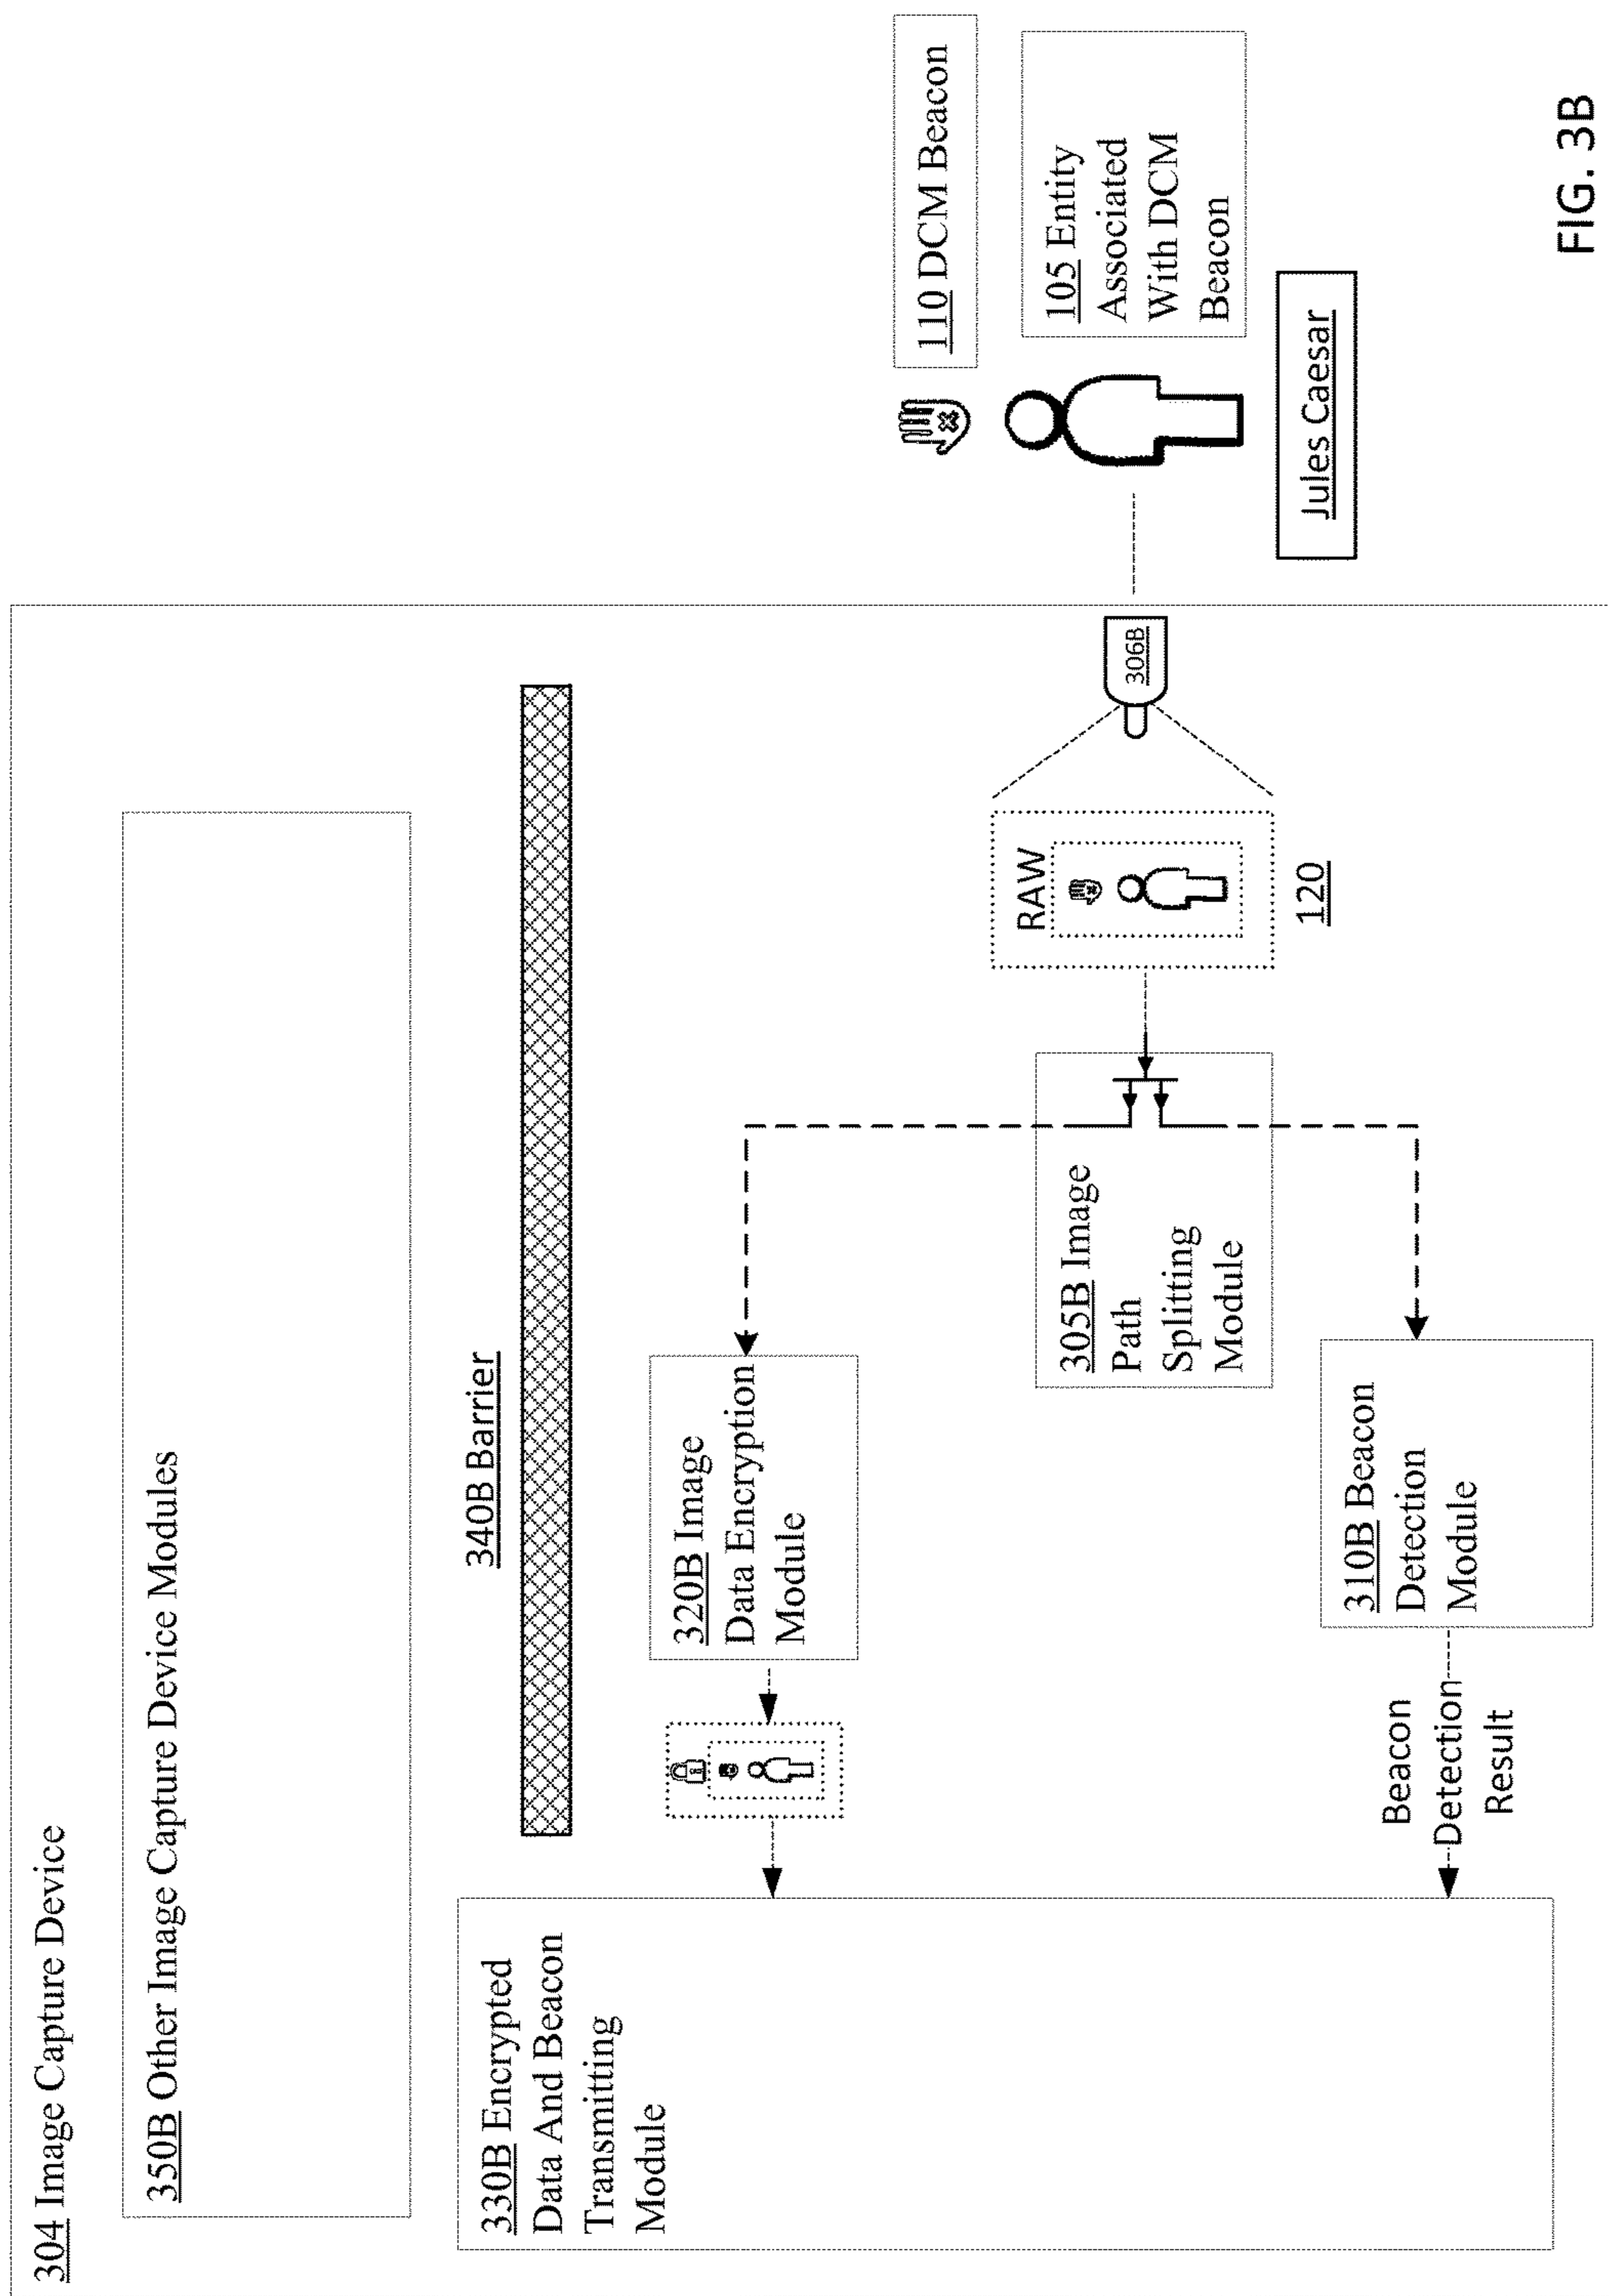 304 Image Capture Device
350B Other Image Capture Device Modules
340B Barrier
330B Encrypted
Data And Beacon
Transmitting
Module
320B Image
Data Encryption
Module
305B Image
Path
Splitting
Module
310B Beacon
Detection
Module
Beacon
Detection
Result
RAW
120
306B
110 DCM Beacon
105 Entity
Associated
With DCM
Beacon
Jules Caesar
FIG. 3B